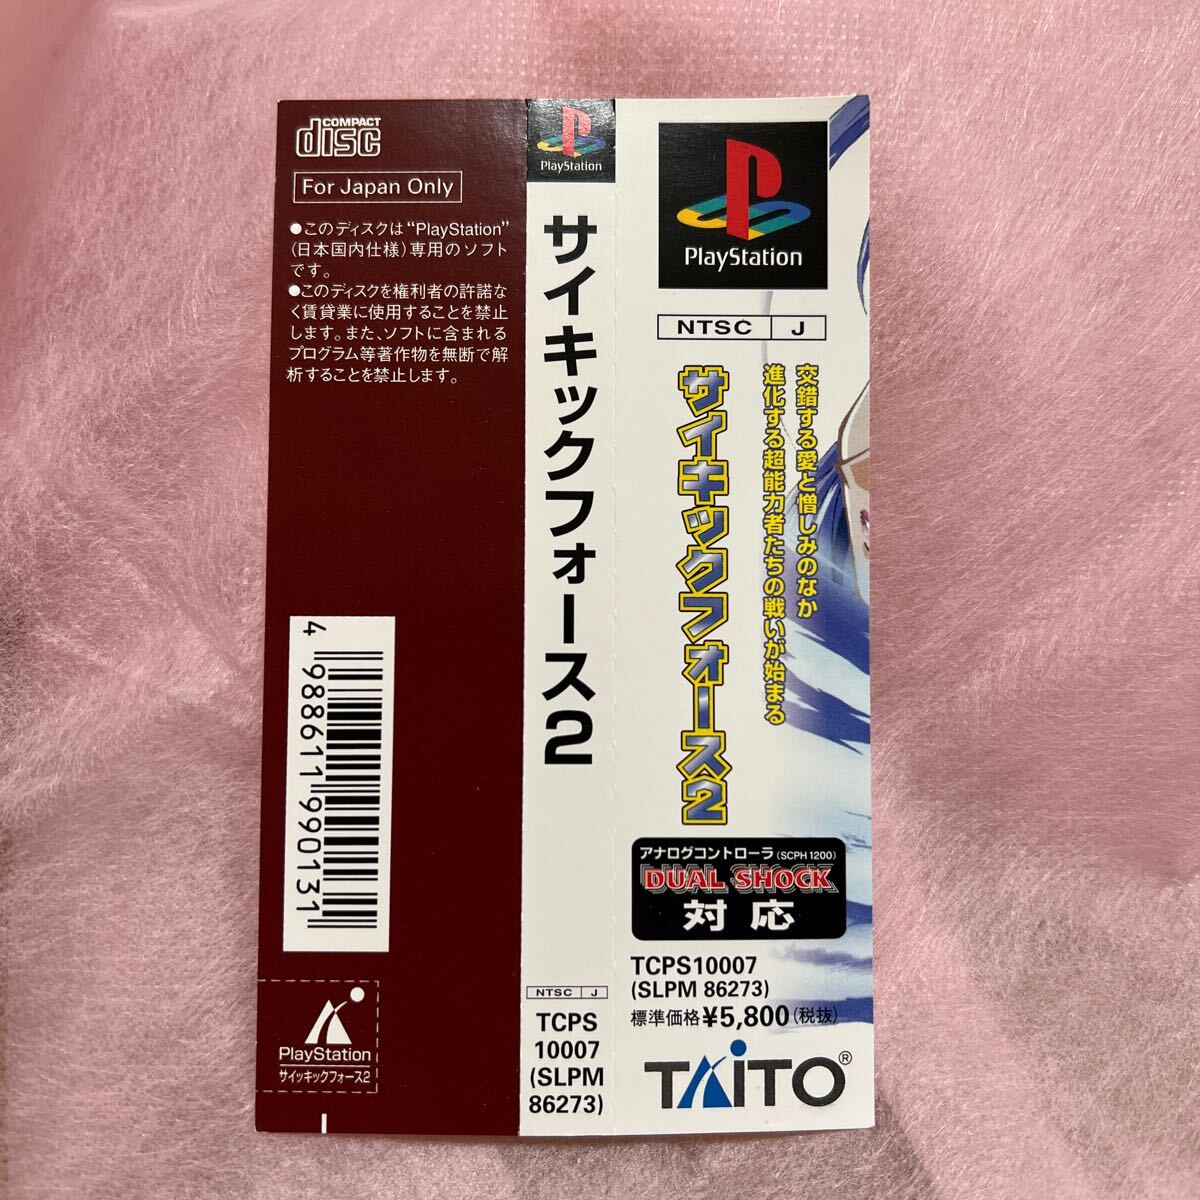 COMPACT
disc
For Japan Only
●このディスクは“PlayStation”
(日本国内仕様)専用のソフト
です。
●このディスクを権利者の許諾な
く賃貸業に使用することを禁止
します。また、ソフトに含まれる
プログラム等著作物を無断で解
析することを禁止します。
4 988611 990131
PlayStation
サイッキックフォース2
PlayStation
サイキックフォース2
NTSC J
TCPS
10007
(SLPM
86273)
PlayStation
NTSC J
交錯する愛と憎しみのなか
進化する超能力者たちの戦いが始まる
サイキックフォース2
アナログコントローラ(SCPH 1200)
DUAL SHOCK
対応
TCPS10007
(SLPM 86273)
標準価格¥5,800(税抜)
TAITO®